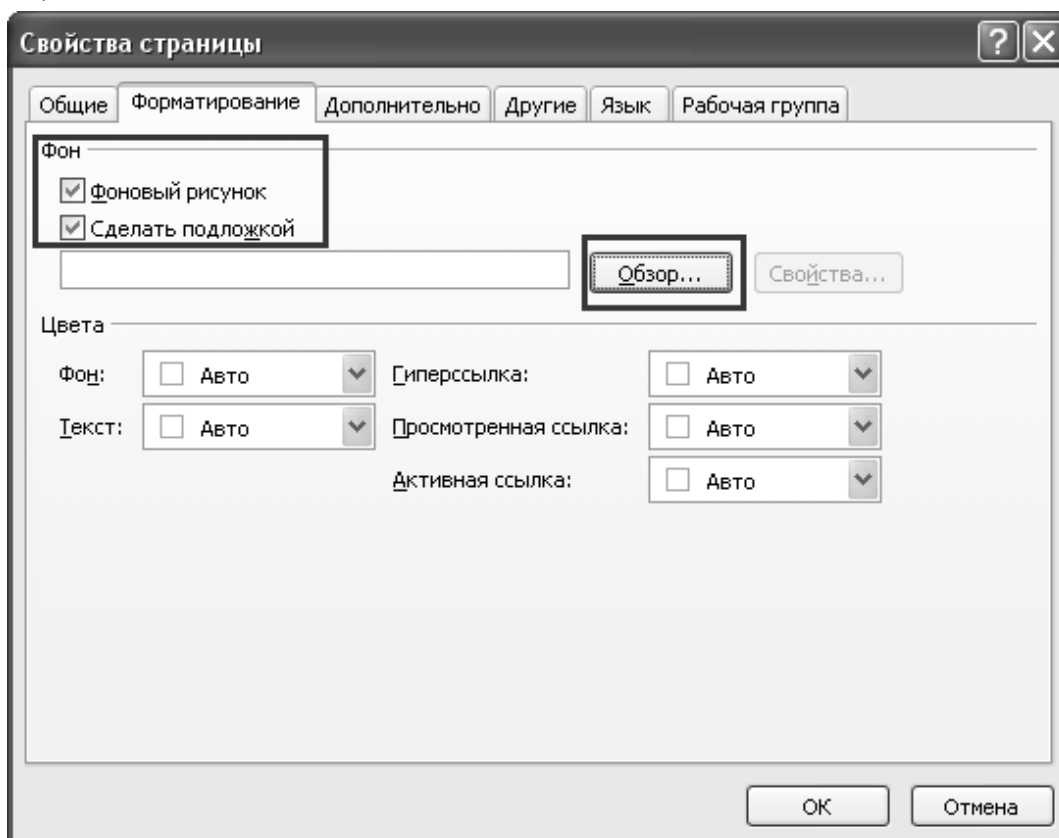 Свойства страницы
Общие Форматирование Дополнительно Другие Язык Рабочая группа
Фон
Фоновый рисунок
Сделать подложкой
Обзор... Свойства...
Цвета
Фон: Авто Гиперссылка: Авто
Текст: Авто Просмотренная ссылка: Авто
Активная ссылка: Авто
ОК Отмена